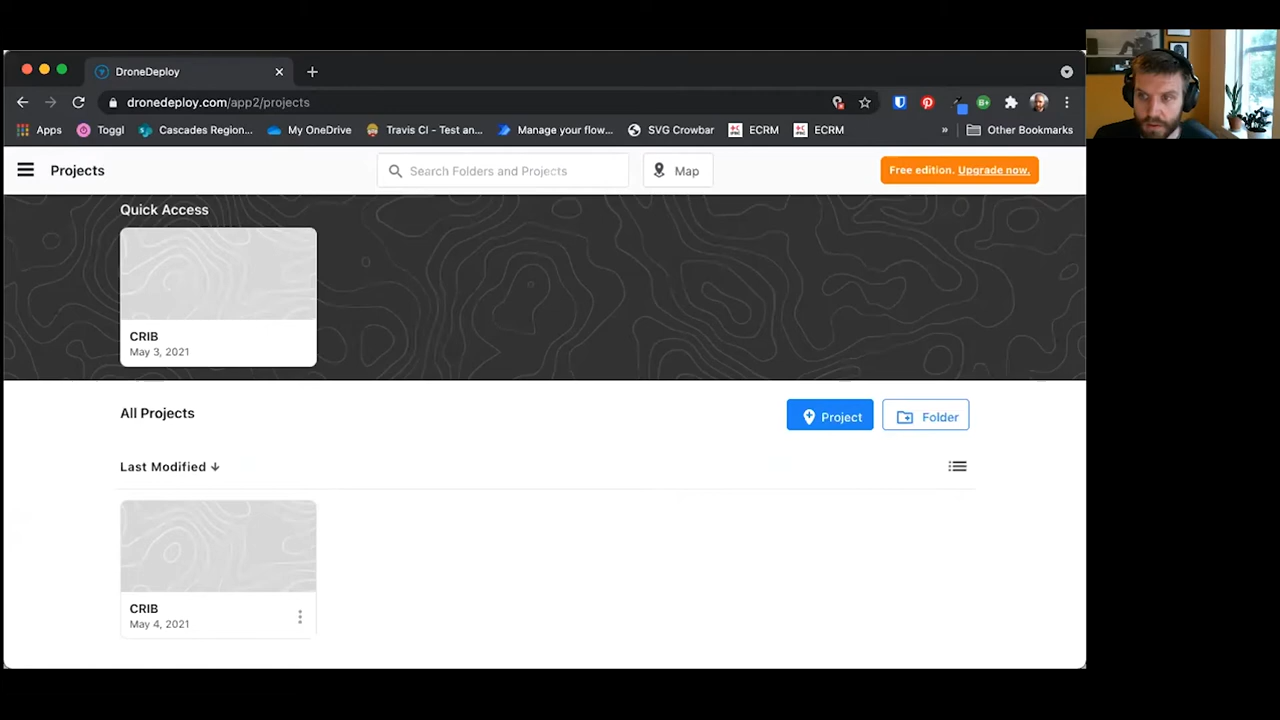 DroneDeploy
dronedeploy.com/app2/projects
Apps
Toggl
Cascades Region...
My OneDrive
Travis CI - Test an...
Manage your flow...
SVG Crowbar
ECRM
ECRM
»
Other Bookmarks
Projects
Search Folders and Projects
Map
Free edition. Upgrade now.
Quick Access
CRIB
May 3, 2021
All Projects
Project
Folder
Last Modified
CRIB
May 4, 2021